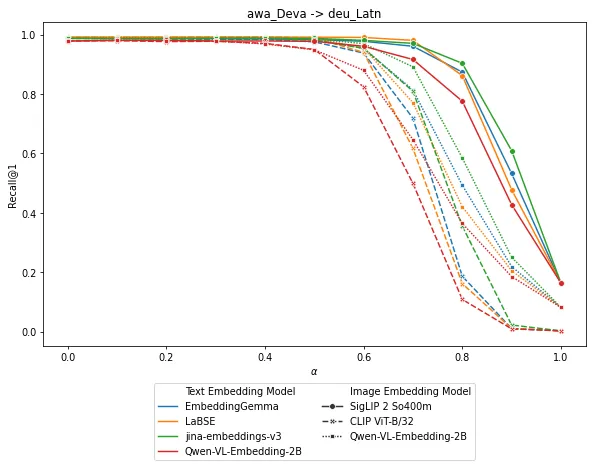 awa_Deva -> deu_Latn
Recall@1
1.0
0.8
0.6
0.4
0.2
0.0
0.0 0.2 0.4 0.6 0.8 1.0
α
Text Embedding Model
EmbeddingGemma
LaBSE
jina-embeddings-v3
Qwen-VL-Embedding-2B
Image Embedding Model
SigLIP 2 So400m
CLIP ViT-B/32
Qwen-VL-Embedding-2B